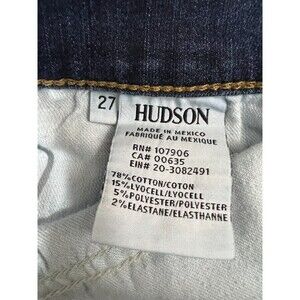 27
HUDSON
MADE IN MEXICO
FABRIQUÉ AU MEXIQUE
RN# 107906
CA# 00635
EIN# 20-3082491
78% COTTON/COTON
15% LYOCELL/LYOCELL
5% POLYESTER/POLYESTER
2% ELASTANE/ELASTHANNE